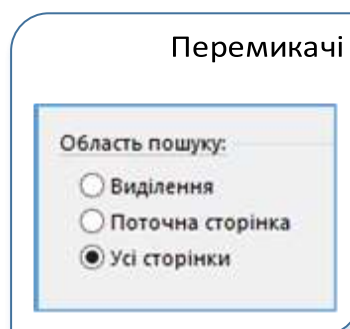 Перемикачі
Область пошуку:
Виділення
Поточна сторінка
Усі сторінки